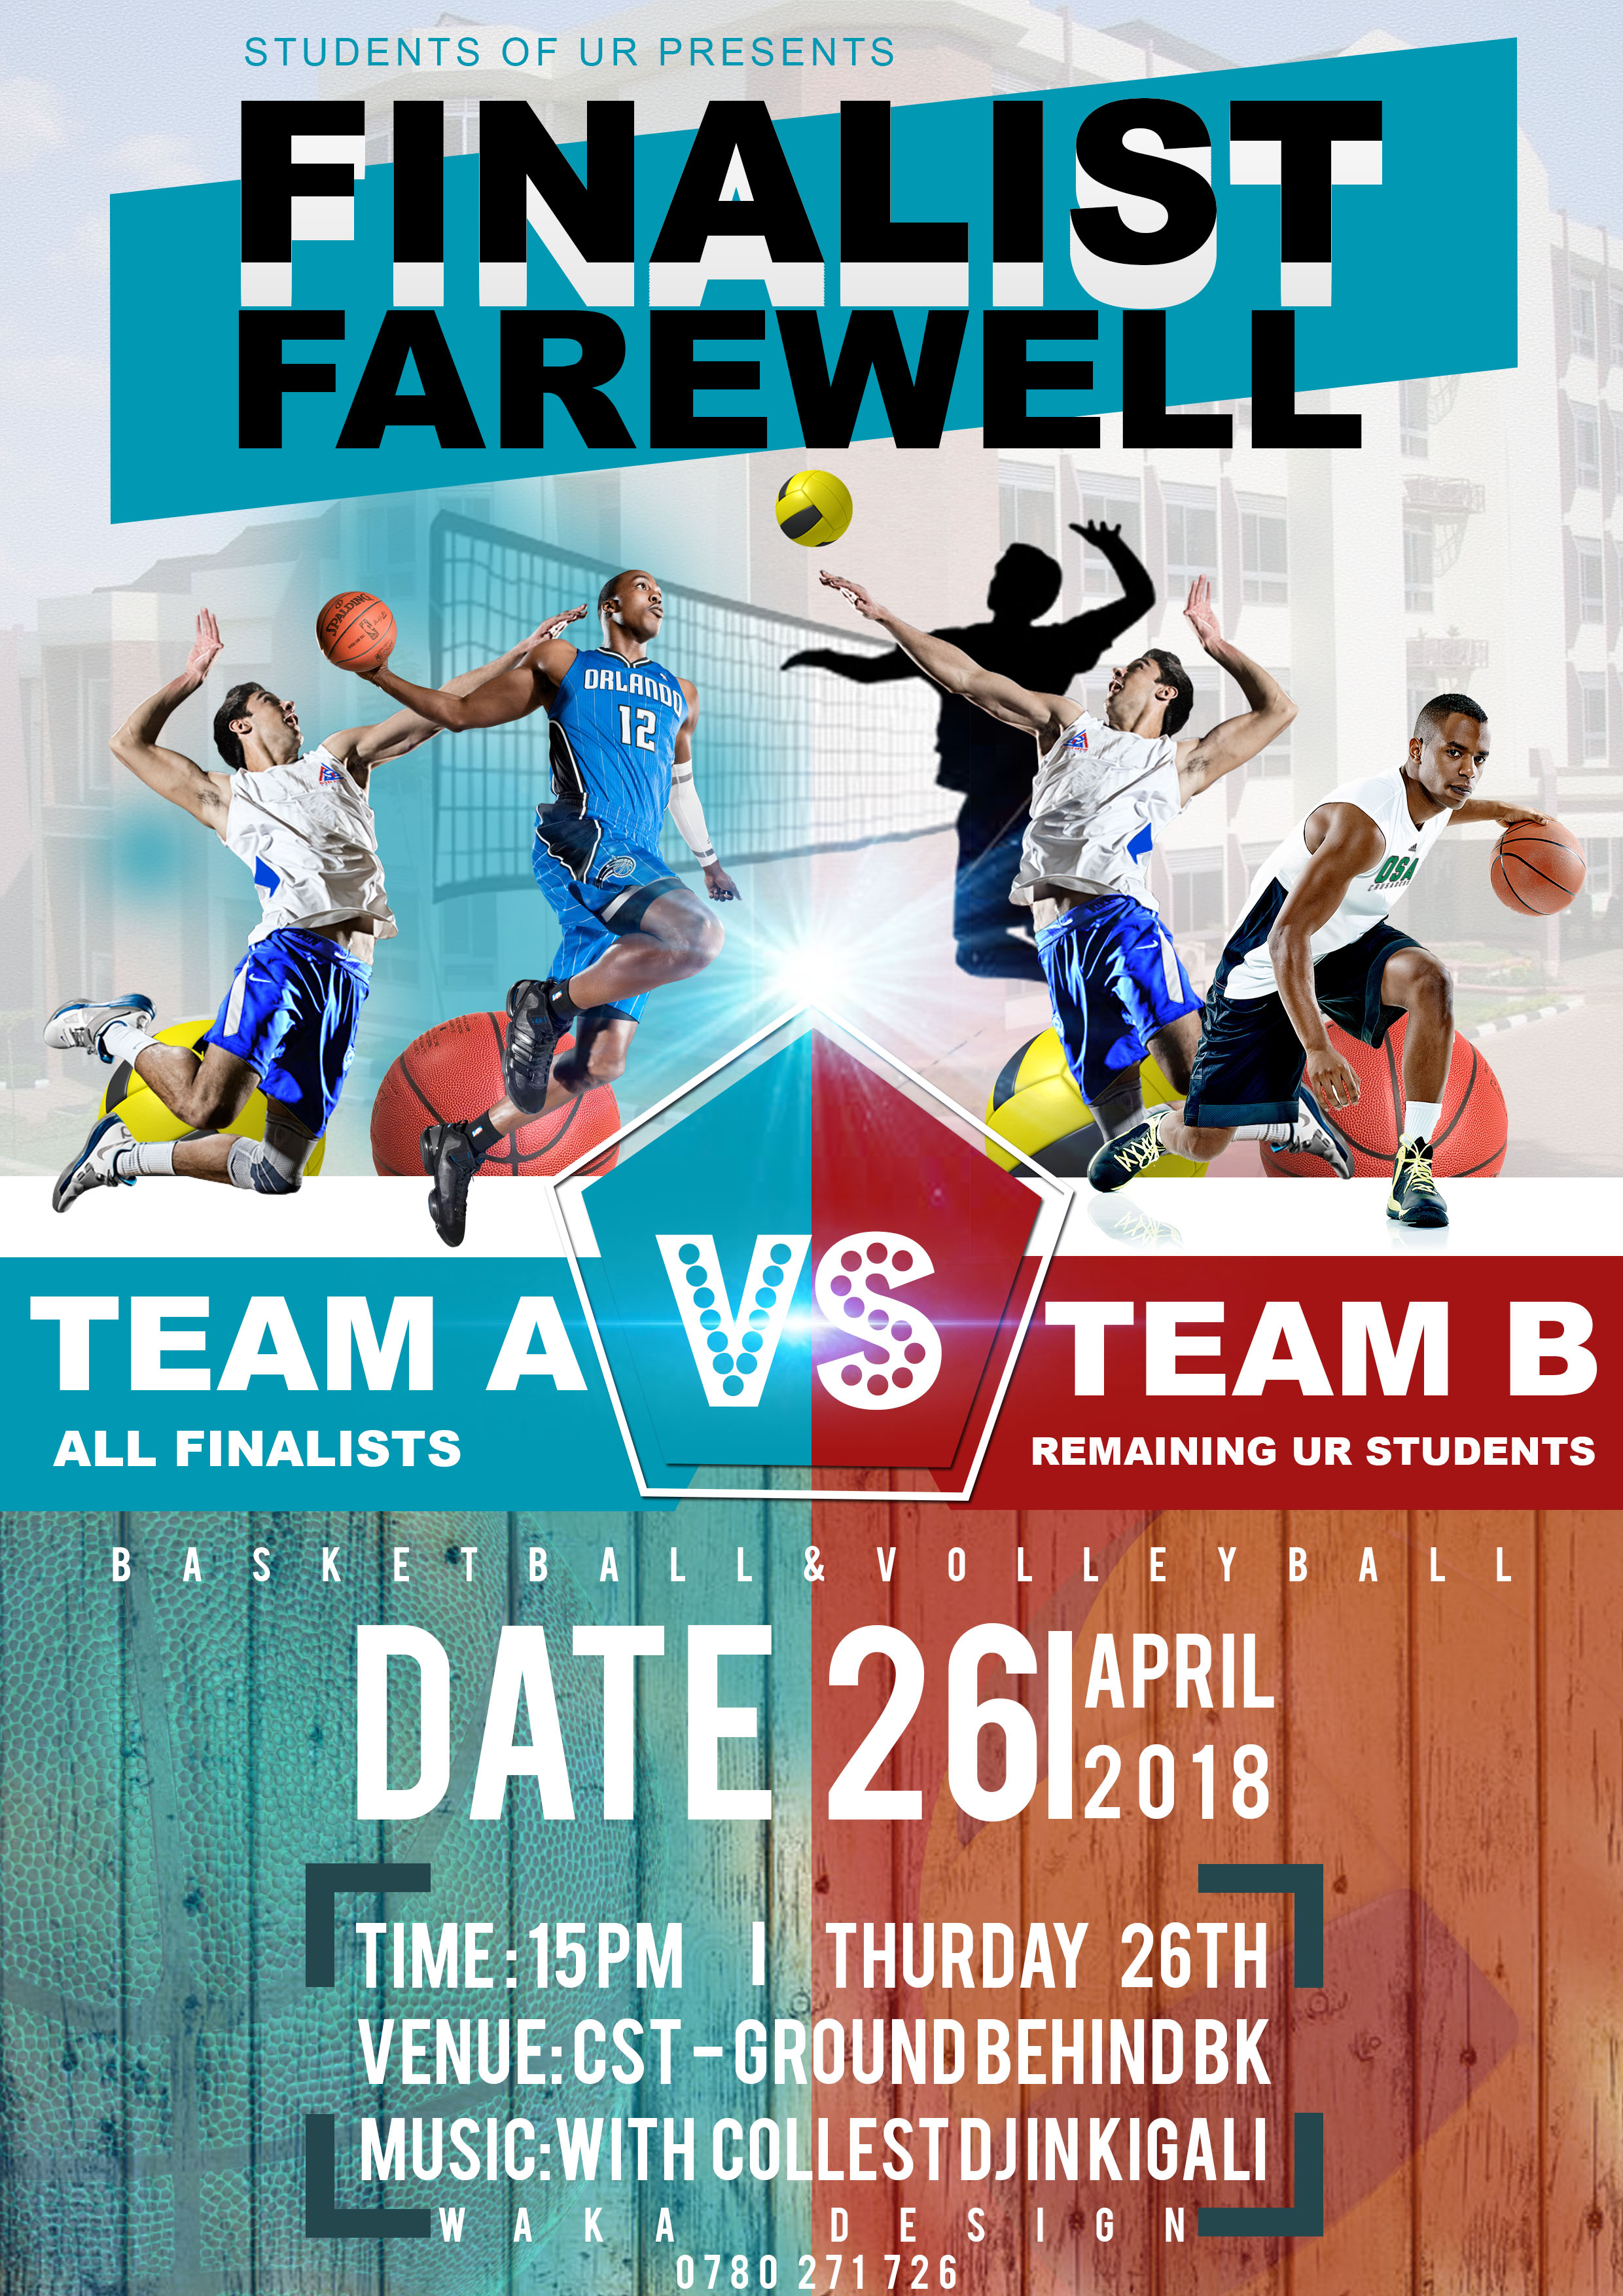 STUDENTS OF UR PRESENTS
FINALIST
FAREWELL
SPALDING
ORLANDO
12
OSA
TEAM A
VS
TEAM B
ALL FINALISTS
REMAINING UR STUDENTS
BASKETBALL & VOLLEYBALL
DATE 26| APRIL
2018
TIME : 15 PM | THURDAY 26TH
VENUE: CST - GROUND BEHIND BK
MUSIC: WITH COLLEST DJ IN KIGALI
WAKA DESIGN
0780 271 726